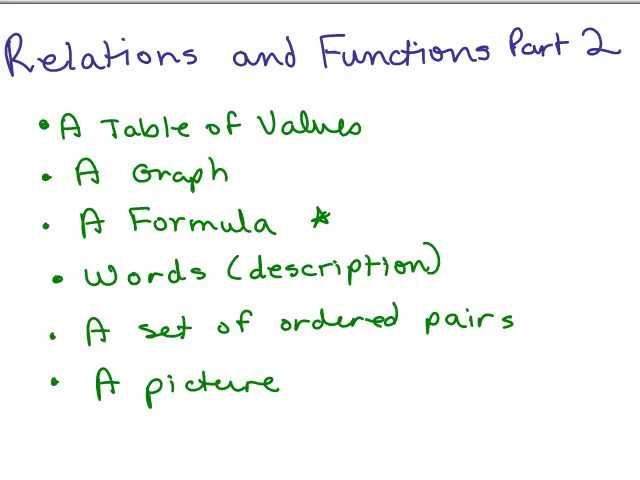 Relations and Functions Part 2
• A Table of Values
• A Graph
• A Formula *
• Words (description)
• A set of ordered pairs
• A picture